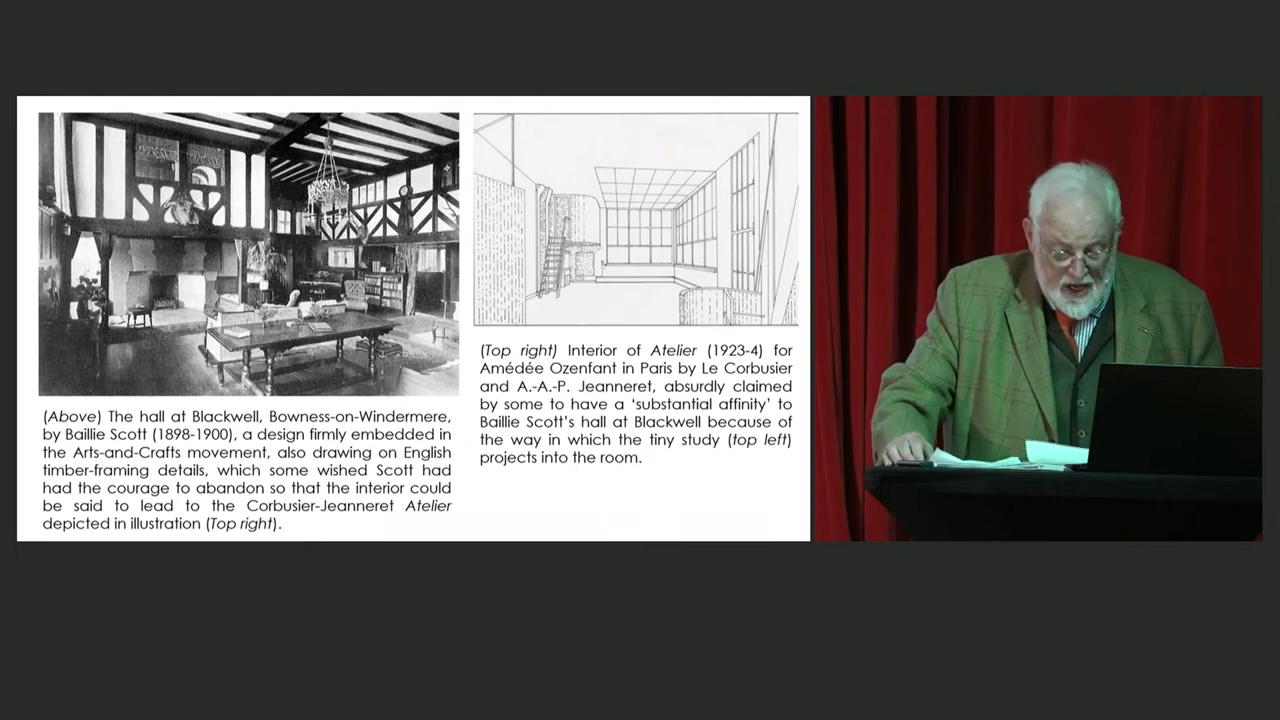 (Above) The hall at Blackwell, Bowness-on-Windermere,
by Baillie Scott (1898-1900), a design firmly embedded in
the Arts-and-Crafts movement, also drawing on English
timber-framing details, which some wished Scott had
had the courage to abandon so that the interior could
be said to lead to the Corbusier-Jeanneret Atelier
depicted in illustration (Top right).
(Top right) Interior of Atelier (1923-4) for
Amédée Ozenfant in Paris by Le Corbusier
and A.-A.-P. Jeanneret, absurdly claimed
by some to have a ‘substantial affinity’ to
Baillie Scott’s hall at Blackwell because of
the way in which the tiny study (top left)
projects into the room.